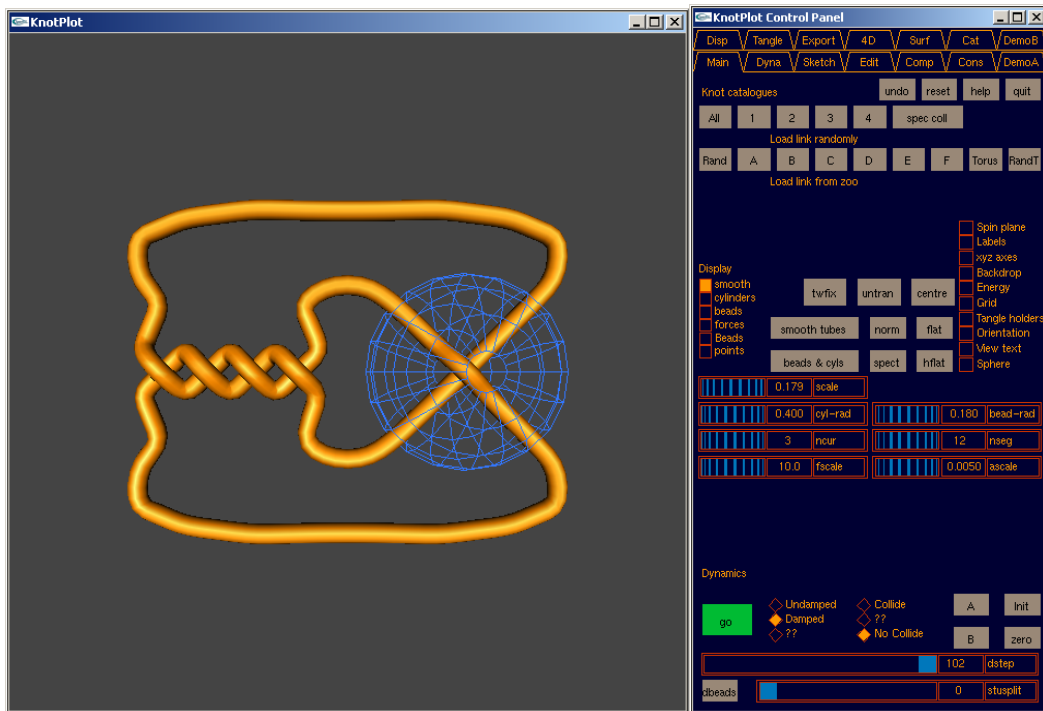 KnotPlot
KnotPlot Control Panel
Disp Tangle Export 4D Surf Cat DemoB
Main Dyna Sketch Edit Comp Cons DemoA
Knot catalogues undo reset help quit
All 1 2 3 4 spec coll
Load link randomly
Rand A B C D E F Torus RandT
Load link from zoo
Spin plane
Labels
xyz axes
Backdrop
Energy
Grid
Tangle holders
Orientation
View text
Sphere
Display
smooth
cylinders
beads
forces
Beads
points
twfix untran centre
smooth tubes norm flat
beads & cyls spect hflat
0.179 scale
0.400 cyl-rad 0.180 bead-rad
3 ncur 12 nseg
10.0 fscale 0.0050 ascale
Dynamics
go
Undamped
Damped
??
Collide
??
No Collide
A Init
B zero
102 dstep
dbeads 0 stusplit